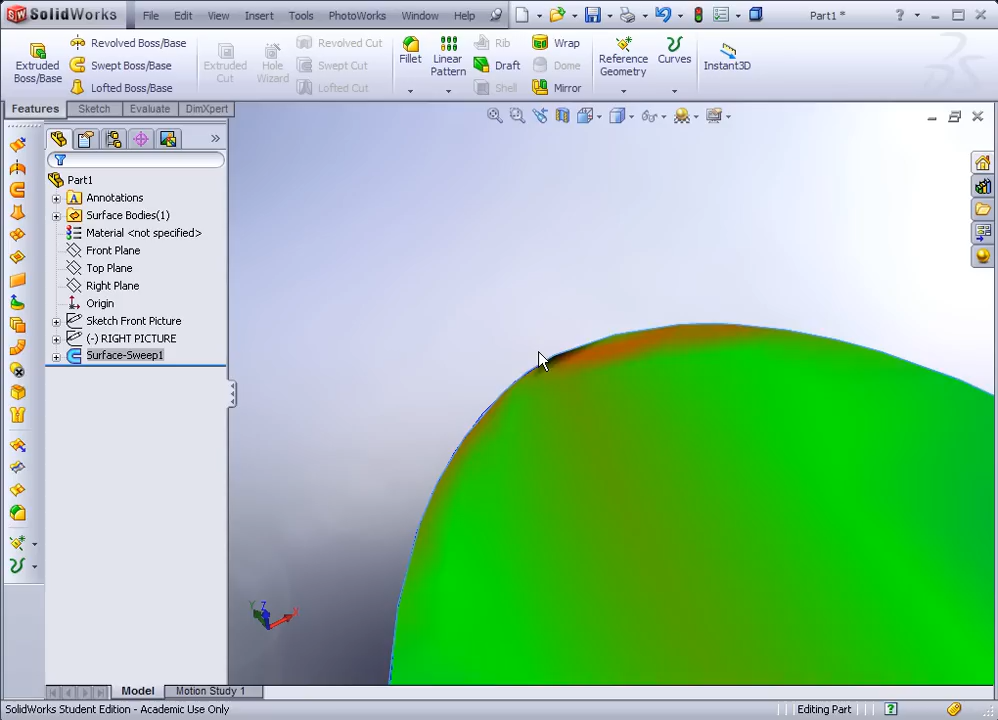 SolidWorks
File Edit View Insert Tools PhotoWorks Window Help
Part1 *
Extruded Boss/Base
Revolved Boss/Base
Swept Boss/Base
Lofted Boss/Base
Extruded Cut
Hole Wizard
Revolved Cut
Swept Cut
Lofted Cut
Fillet
Linear Pattern
Rib
Draft
Shell
Wrap
Dome
Mirror
Reference Geometry
Curves
Instant3D
Features Sketch Evaluate DimXpert
Part1
Annotations
Surface Bodies(1)
Material <not specified>
Front Plane
Top Plane
Right Plane
Origin
Sketch Front Picture
(-) RIGHT PICTURE
Surface-Sweep1
Y Z X
Model Motion Study 1
SolidWorks Student Edition - Academic Use Only
Editing Part